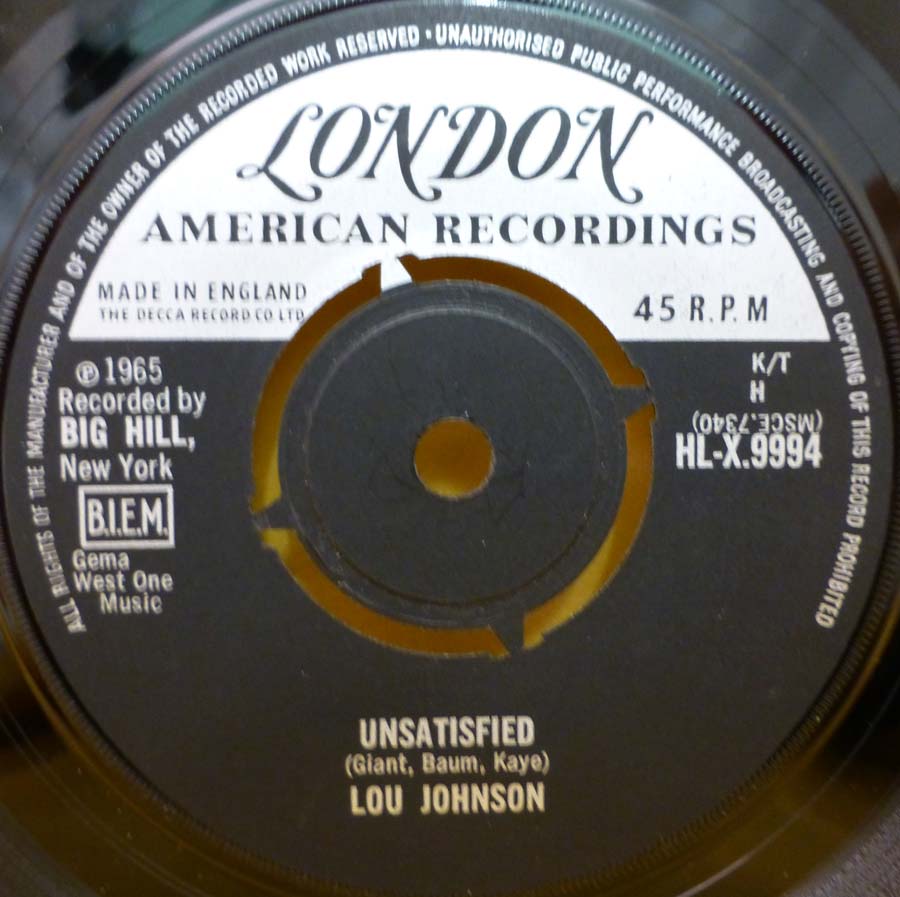 ALL RIGHTS OF THE MANUFACTURER AND OF THE OWNER OF THE RECORDED WORK RESERVED • UNAUTHORISED PUBLIC PERFORMANCE BROADCASTING AND COPYING OF THIS RECORD PROHIBITED
LONDON
AMERICAN RECORDINGS
MADE IN ENGLAND
THE DECCA RECORD CO LTD
45 R.P.M
℗ 1965
Recorded by
BIG HILL,
New York
B.I.E.M.
Gema
West One
Music
K/T
H
(MSCE.7340)
HL-X.9994
UNSATISFIED
(Giant, Baum, Kaye)
LOU JOHNSON